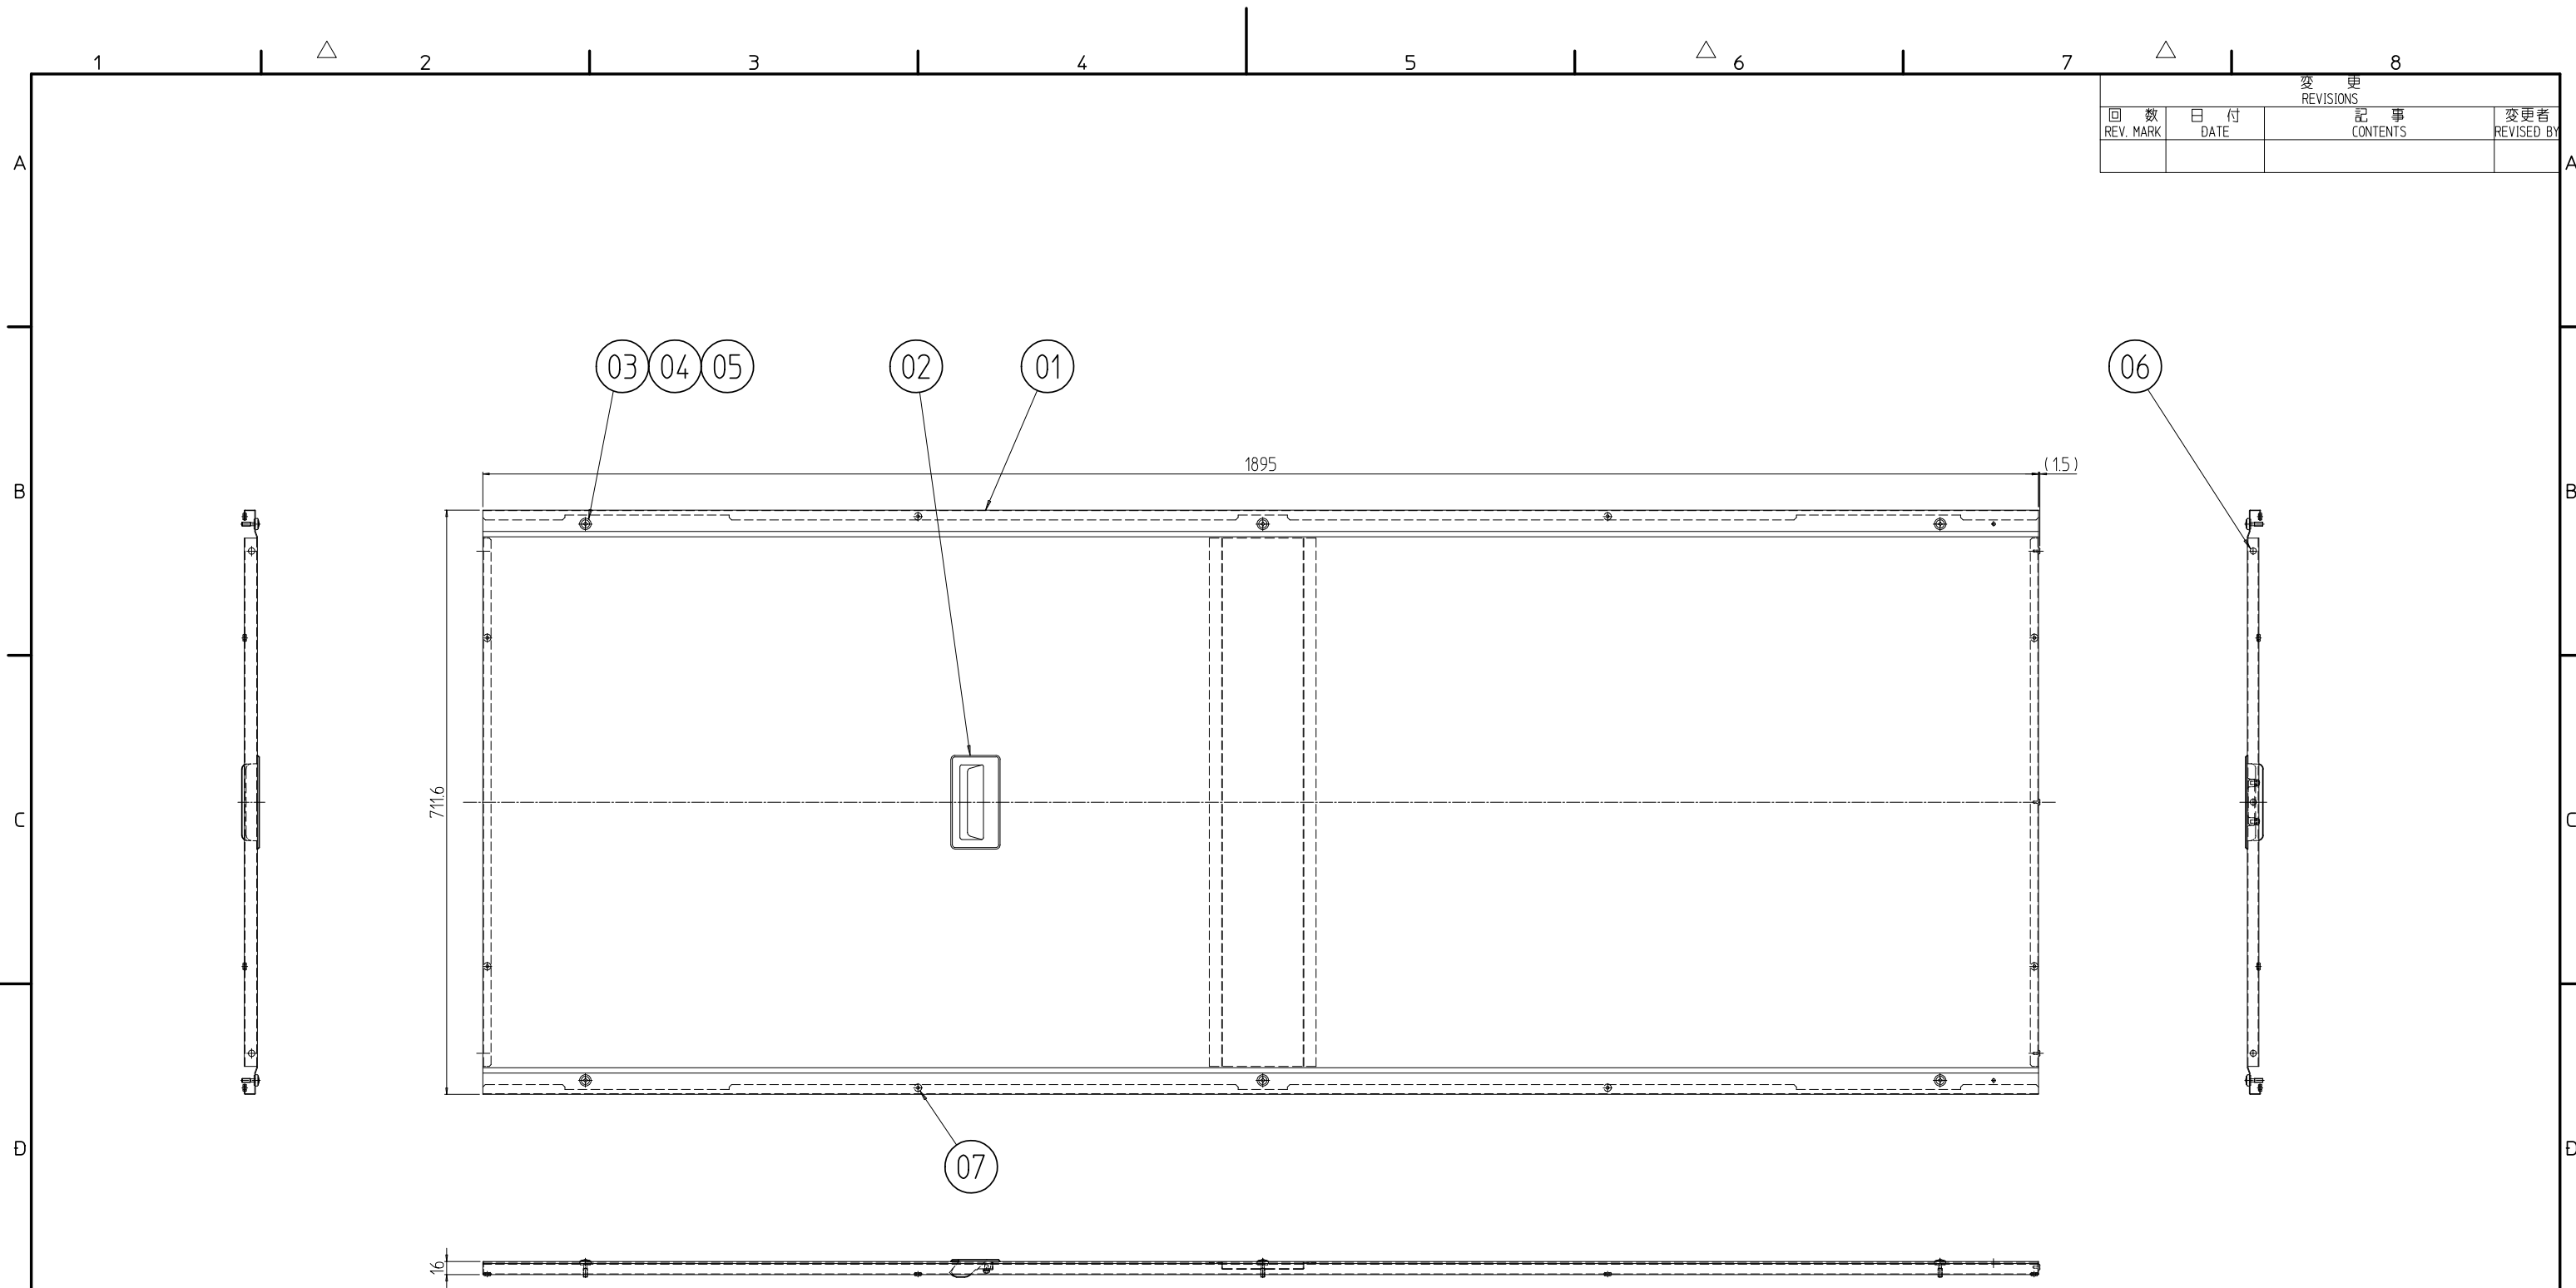 1 2 3 4 5 6 7 8
変 更
REVISIONS
回 数 日 付 記 事 変更者
REV. MARK DATE CONTENTS REVISED BY
A A
03 04 05 02 01 06
1895 (1.5)
B B
711.6
C C
D D
07
16